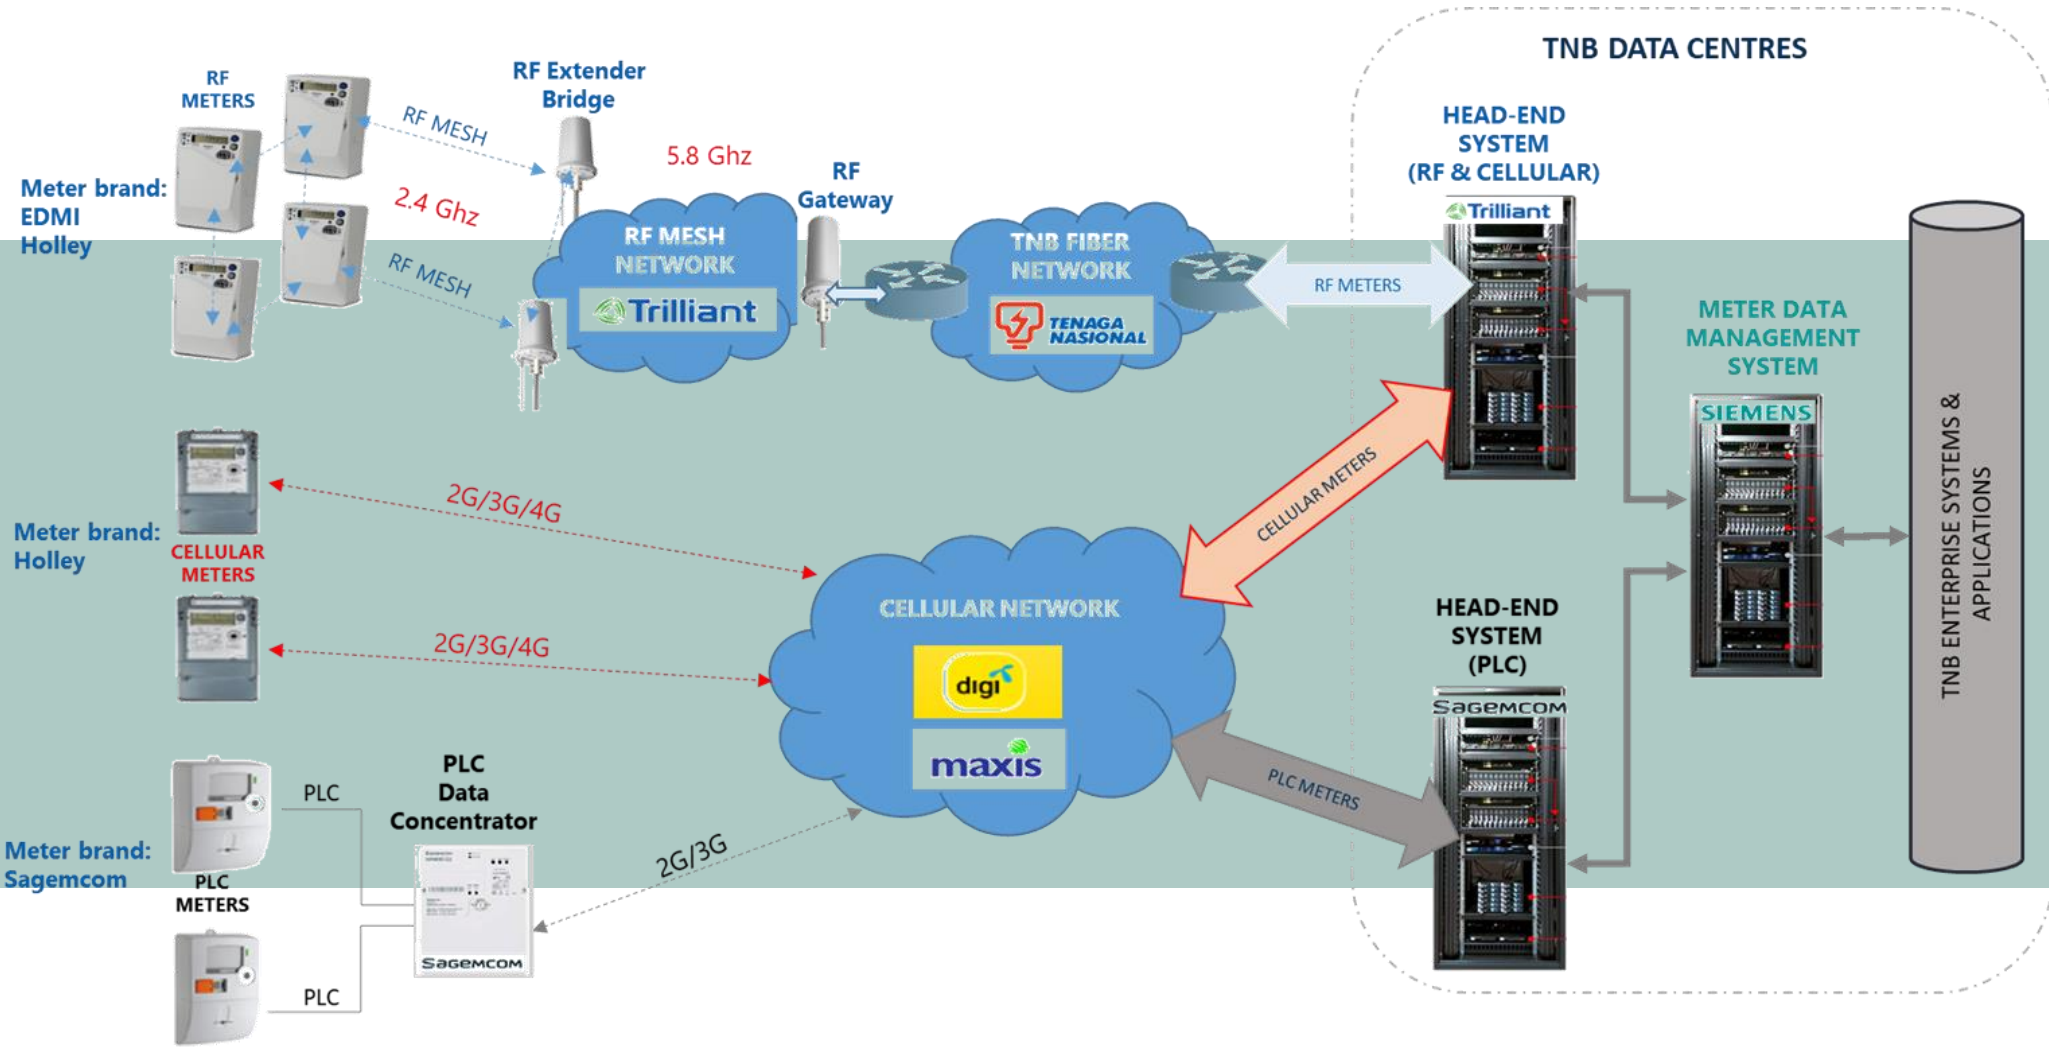 TNB DATA CENTRES
RF
METERS
RF Extender
Bridge
RF MESH
5.8 Ghz
RF
Gateway
HEAD-END
SYSTEM
(RF & CELLULAR)
Meter brand:
EDMI
Holley
2.4 Ghz
RF MESH
RF MESH
NETWORK
Trilliant
TNB FIBER
NETWORK
TENAGA
NASIONAL
RF METERS
Trilliant
METER DATA
MANAGEMENT
SYSTEM
SIEMENS
TNB ENTERPRISE SYSTEMS &
APPLICATIONS
Meter brand:
Holley
CELLULAR
METERS
2G/3G/4G
2G/3G/4G
CELLULAR METERS
CELLULAR NETWORK
digi
maxis
HEAD-END
SYSTEM
(PLC)
Sagemcom
PLC METERS
Meter brand:
Sagemcom
PLC
METERS
PLC
PLC
PLC
Data
Concentrator
Sagemcom
2G/3G